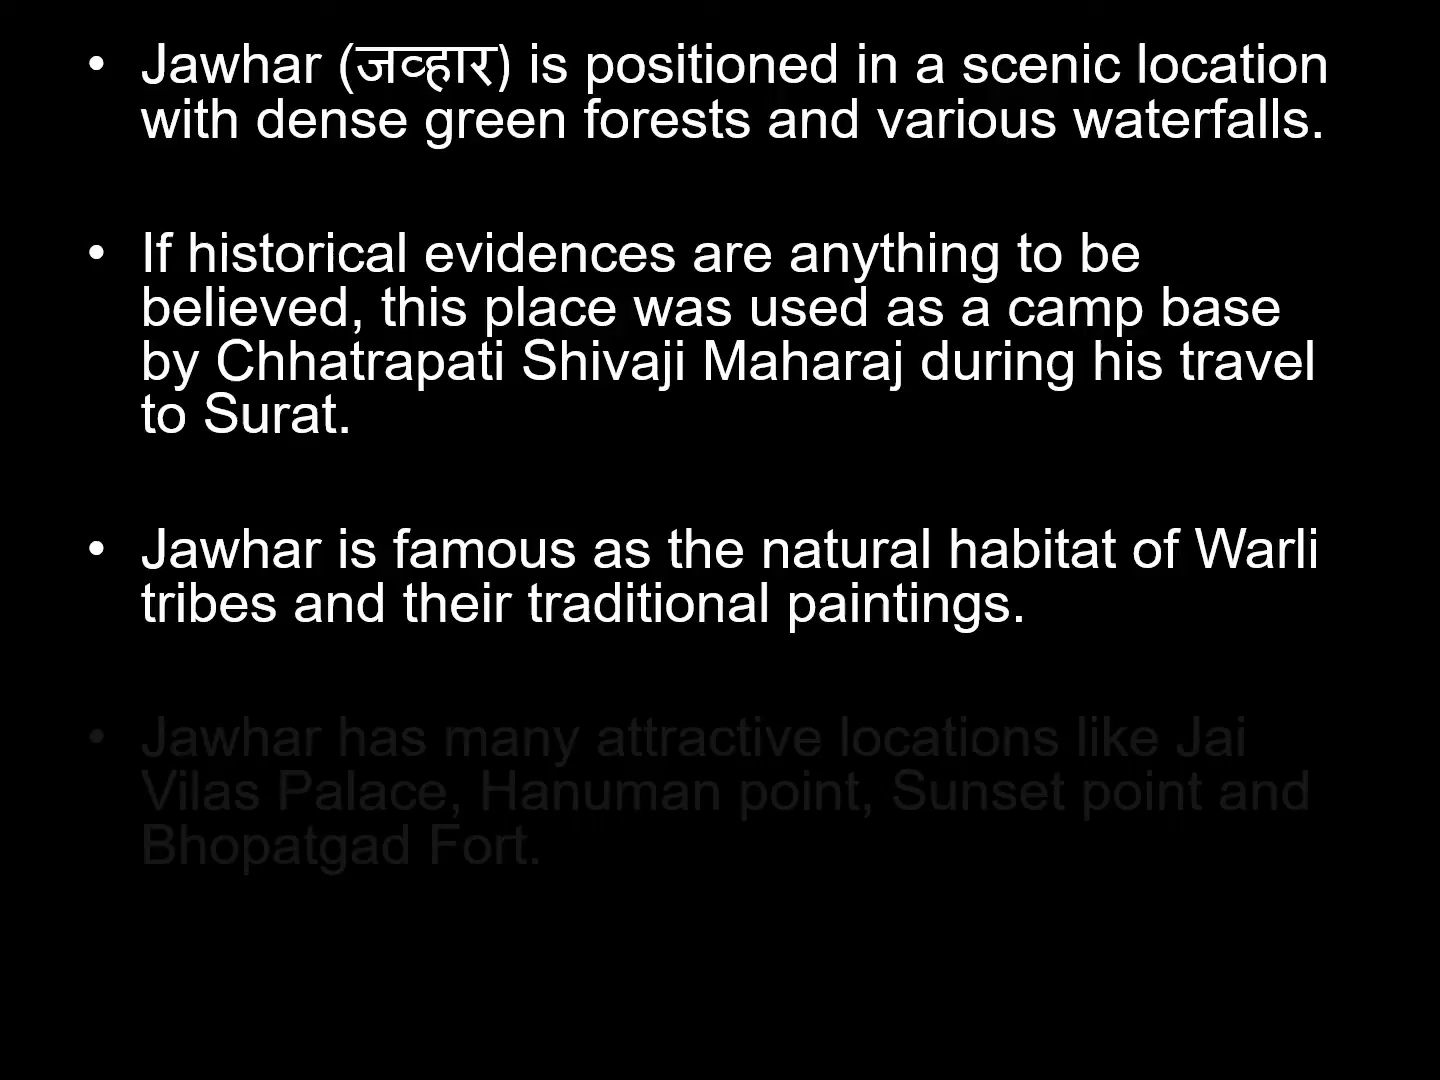 • Jawhar (जव्हार) is positioned in a scenic location
with dense green forests and various waterfalls.
• If historical evidences are anything to be
believed, this place was used as a camp base
by Chhatrapati Shivaji Maharaj during his travel
to Surat.
• Jawhar is famous as the natural habitat of Warli
tribes and their traditional paintings.
• Jawhar has many attractive locations like Jai
Vilas Palace, Hanuman point, Sunset point and
Bhopatgad Fort.